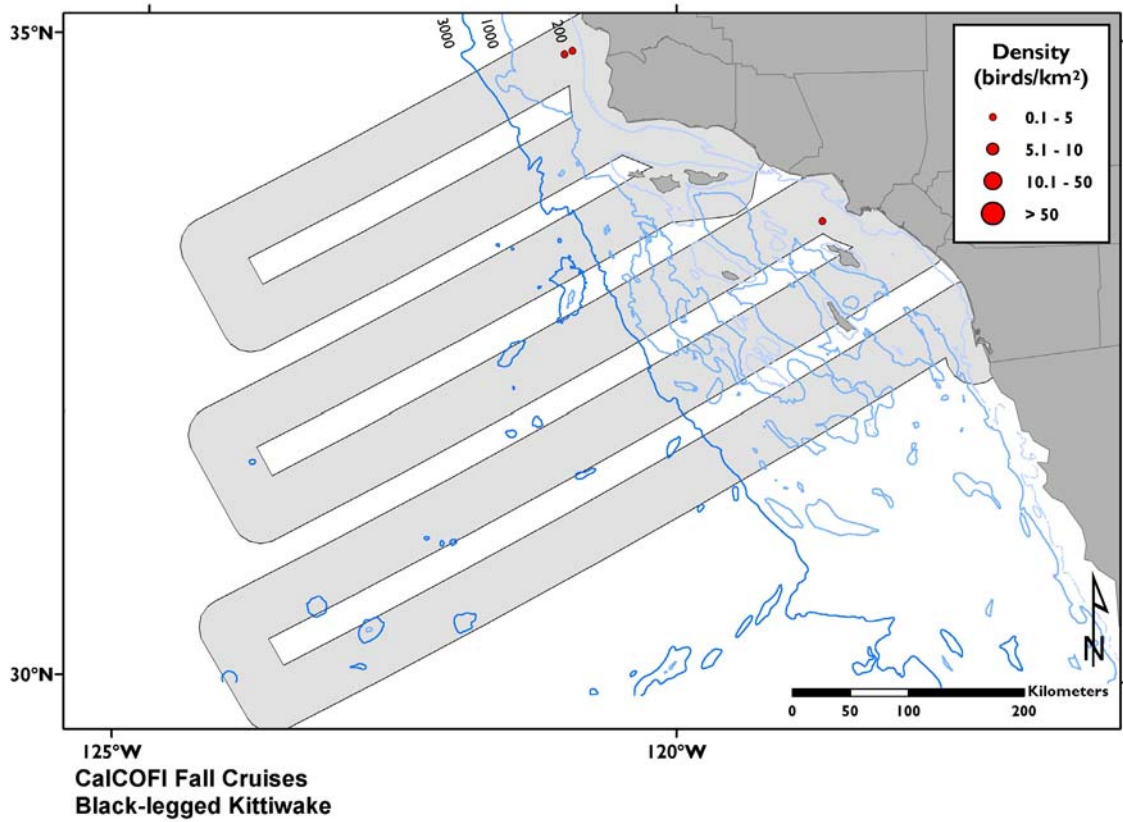 35°N
3000
1000
200
Density
(birds/km²)
0.1 - 5
5.1 - 10
10.1 - 50
> 50
30°N
N
Kilometers
0 50 100 200
125°W
120°W
CalCOFI Fall Cruises
Black-legged Kittiwake